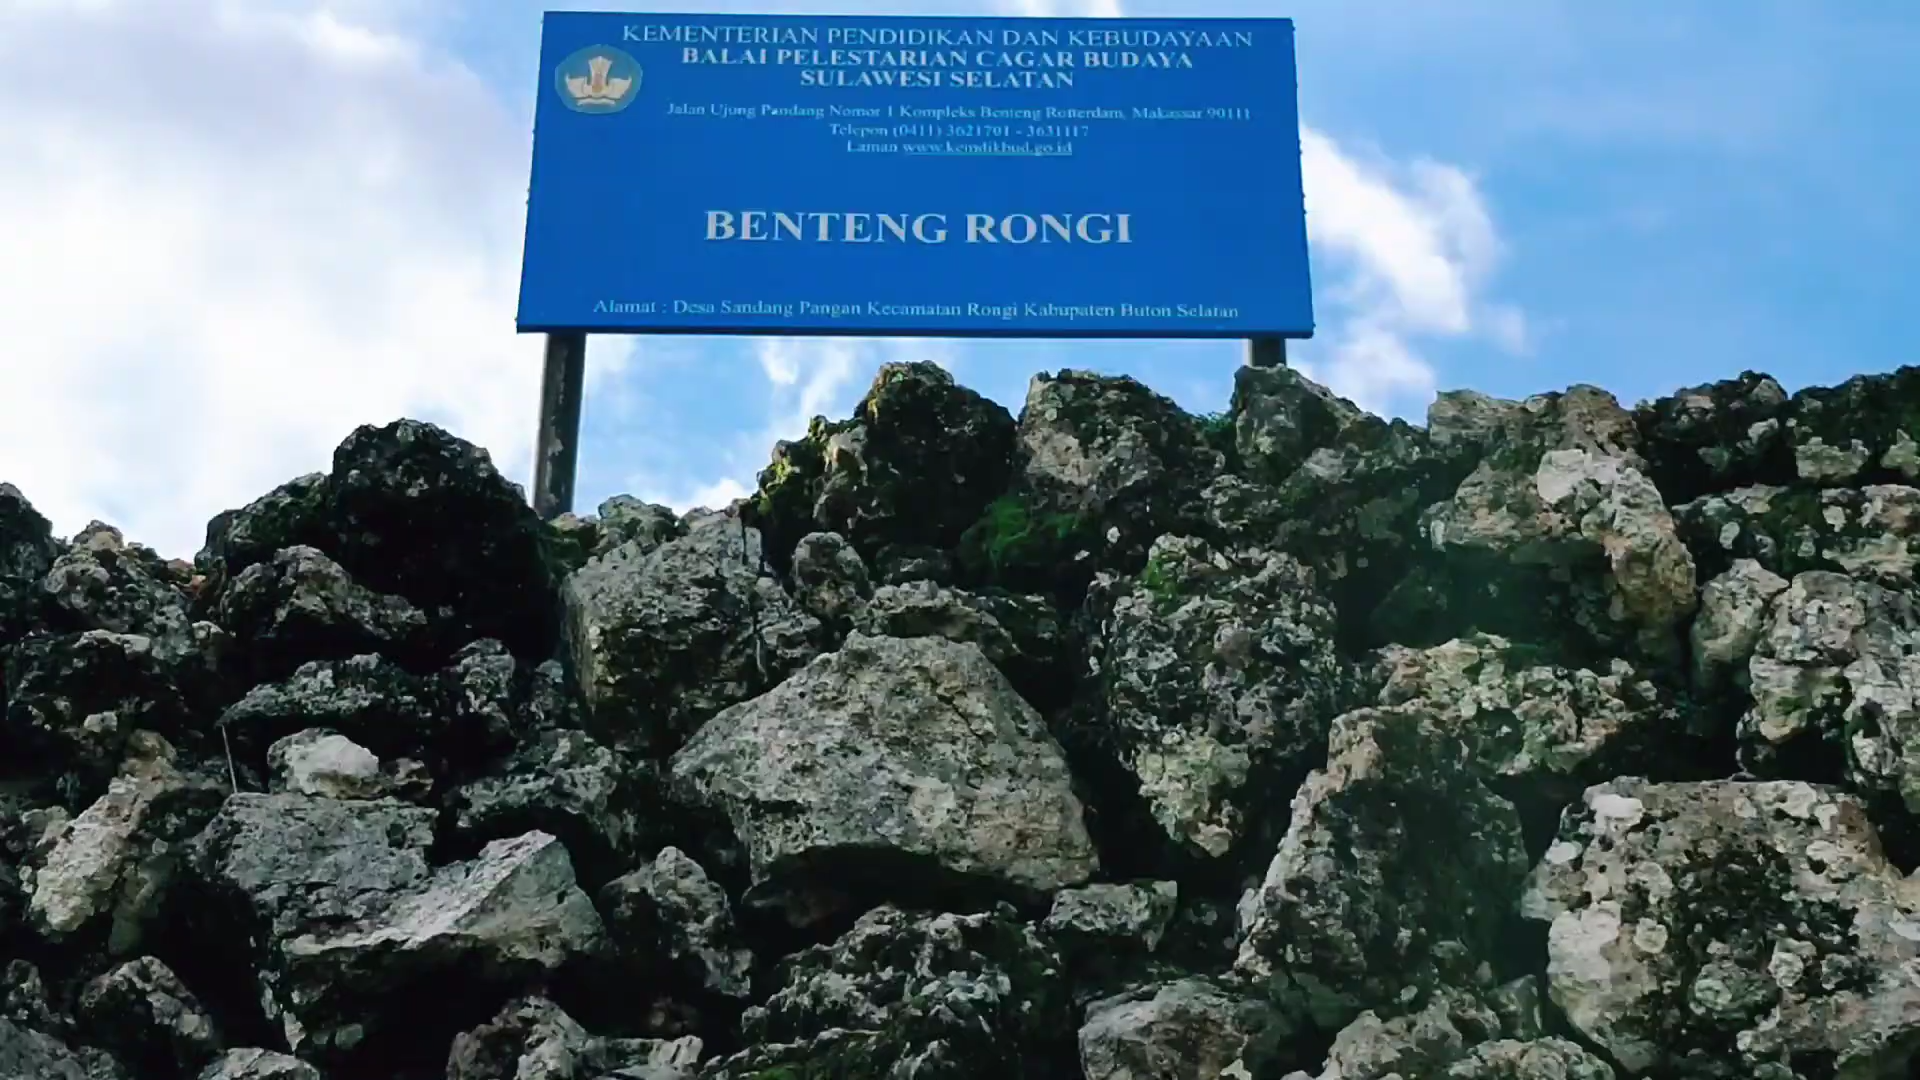 KEMENTERIAN PENDIDIKAN DAN KEBUDAYAAN
BALAI PELESTARIAN CAGAR BUDAYA
SULAWESI SELATAN
Jalan Ujung Pandang Nomor 1 Kompleks Benteng Rotterdam, Makassar 90111
Telepon (0411) 3621701 - 3631117
Laman www.kemdikbud.go.id
BENTENG RONGI
Alamat : Desa Sandang Pangan Kecamatan Rongi Kabupaten Buton Selatan